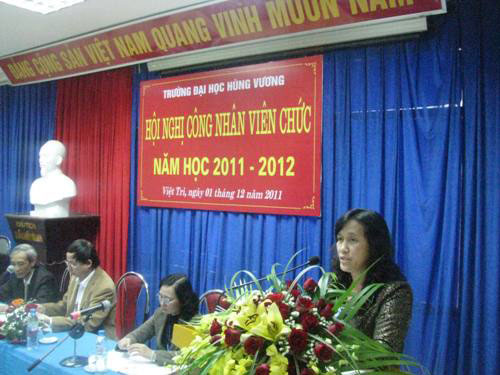 ĐẢNG CỘNG SẢN VIỆT NAM QUANG VINH MUÔN NĂM
TRƯỜNG ĐẠI HỌC HÙNG VƯƠNG
HỘI NGHỊ CÔNG NHÂN VIÊN CHỨC
NĂM HỌC 2011 - 2012
Việt Trì, ngày 01 tháng 12 năm 2011